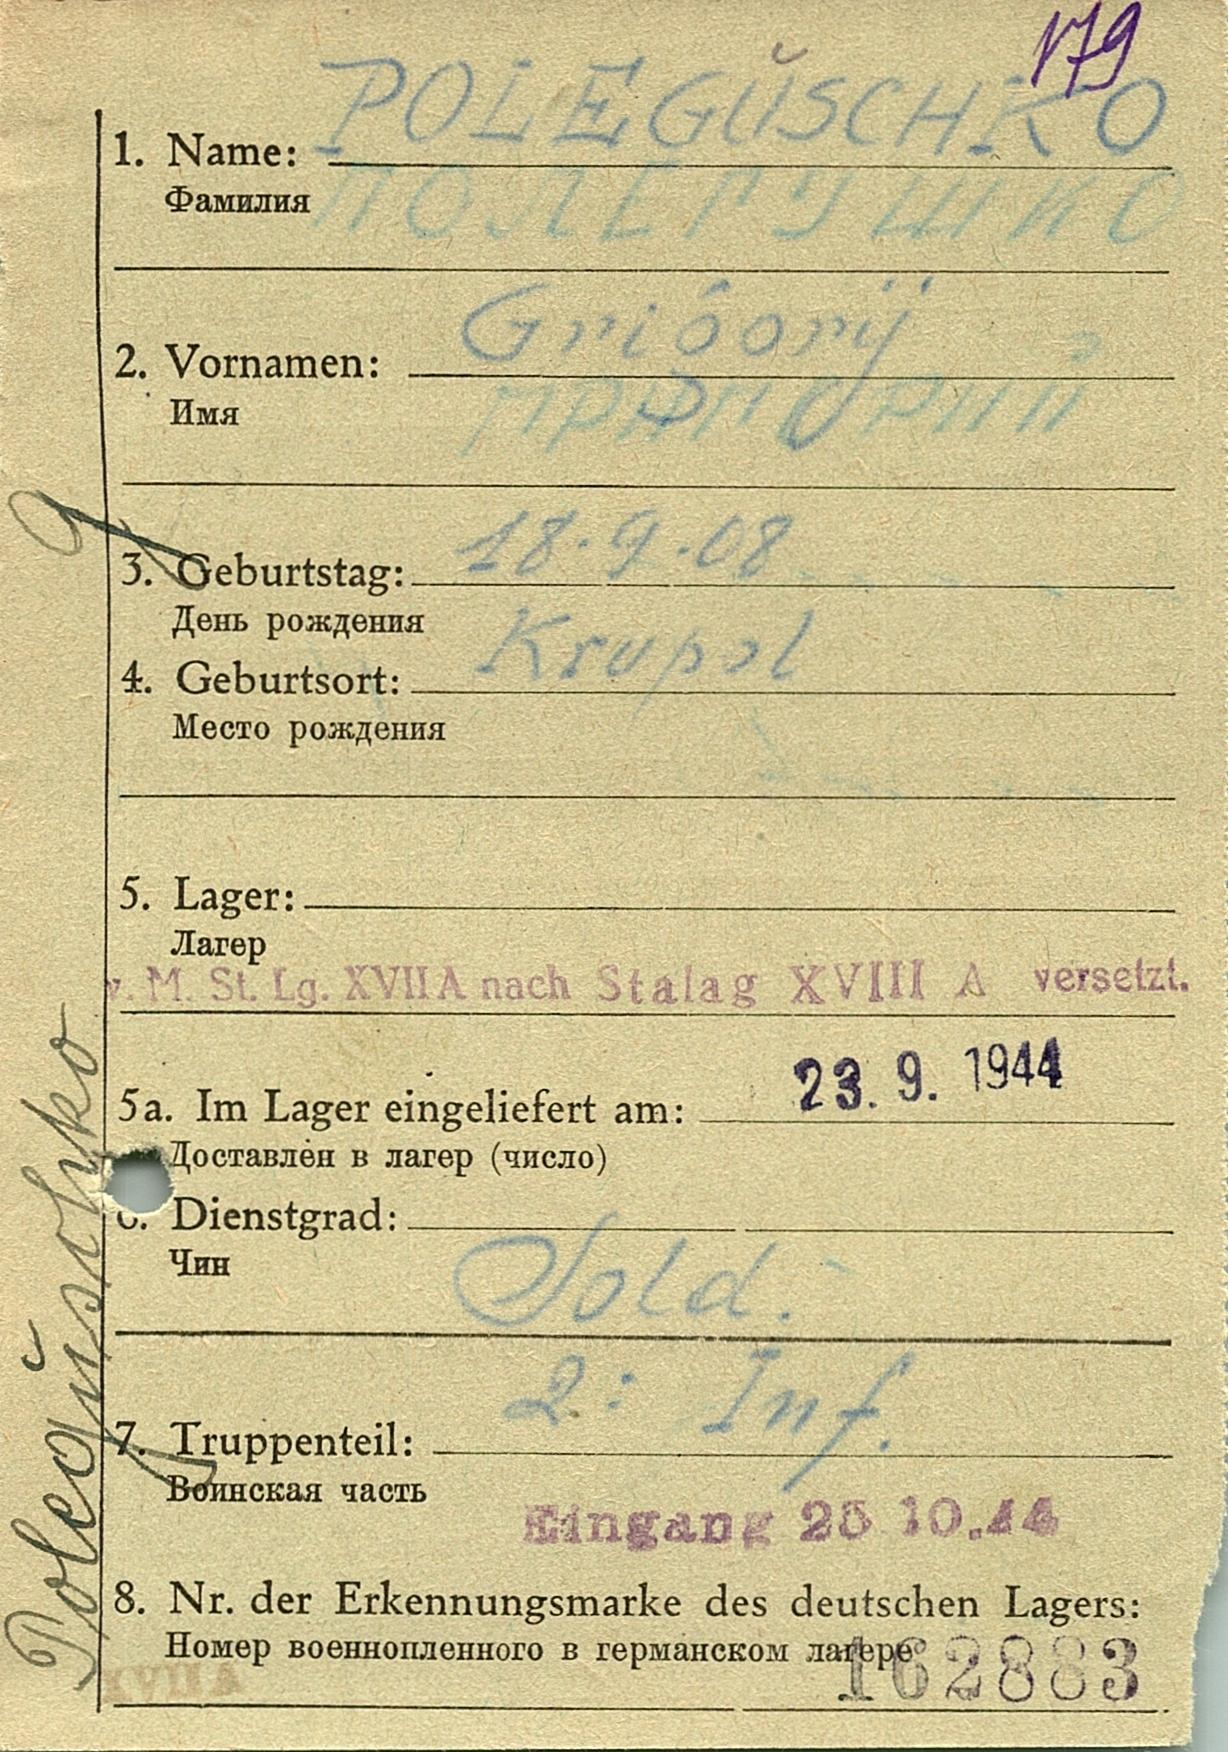 179
1. Name: POLEGŬSCHKO
Фамилия ПОЛЕГУШКО
2. Vornamen: Grigorij
Имя
9
3. Geburtstag: 18.9.08
День рождения
4. Geburtsort: Krupol
Место рождения
5. Lager:
Лагер
v. M. St. Lg. XVII A nach Stalag XVIII A versetzt.
5a. Im Lager eingeliefert am: 23. 9. 1944
Доставлен в лагер (число)
6. Dienstgrad: Sold.
Чин
7. Truppenteil: 2: Inf.
Воинская часть
Eingang 25 10.44
8. Nr. der Erkennungsmarke des deutschen Lagers:
Номер военнопленного в германском лагере 162883
XVII A
Polegŭschko